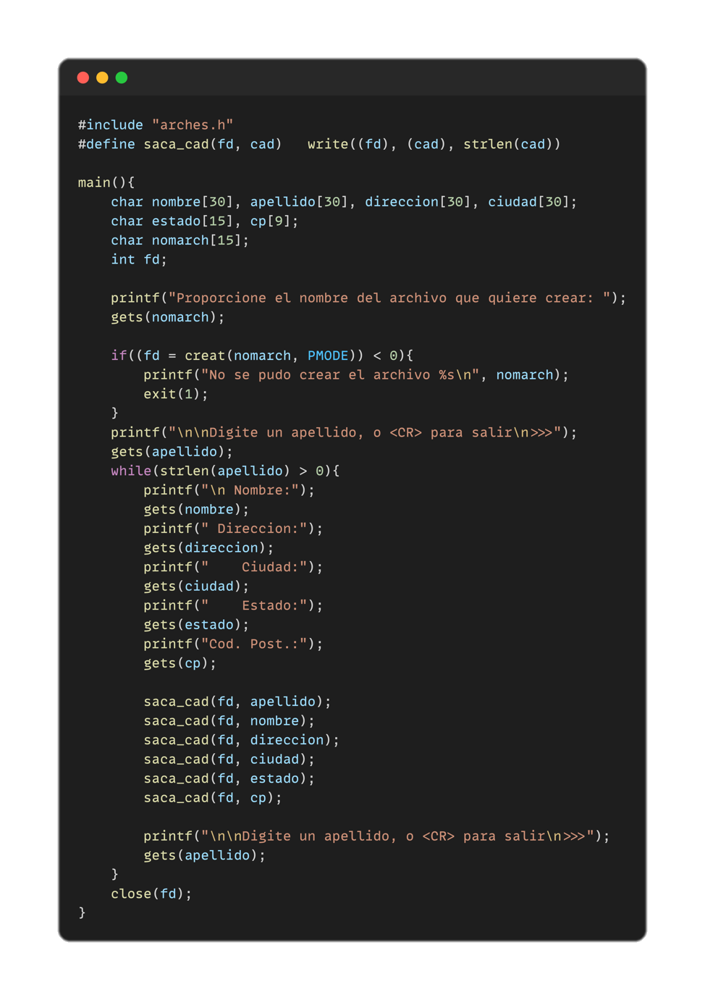 #include "arches.h"
#define saca_cad(fd, cad)   write((fd), (cad), strlen(cad))

main(){
    char nombre[30], apellido[30], direccion[30], ciudad[30];
    char estado[15], cp[9];
    char nomarch[15];
    int fd;

    printf("Proporcione el nombre del archivo que quiere crear: ");
    gets(nomarch);

    if((fd = creat(nomarch, PMODE)) < 0){
        printf("No se pudo crear el archivo %s\n", nomarch);
        exit(1);
    }
    printf("\n\nDigite un apellido, o <CR> para salir\n>>>");
    gets(apellido);
    while(strlen(apellido) > 0){
        printf("\n Nombre:");
        gets(nombre);
        printf(" Direccion:");
        gets(direccion);
        printf("    Ciudad:");
        gets(ciudad);
        printf("    Estado:");
        gets(estado);
        printf("Cod. Post.:");
        gets(cp);

        saca_cad(fd, apellido);
        saca_cad(fd, nombre);
        saca_cad(fd, direccion);
        saca_cad(fd, ciudad);
        saca_cad(fd, estado);
        saca_cad(fd, cp);

        printf("\n\nDigite un apellido, o <CR> para salir\n>>>");
        gets(apellido);
    }
    close(fd);
}